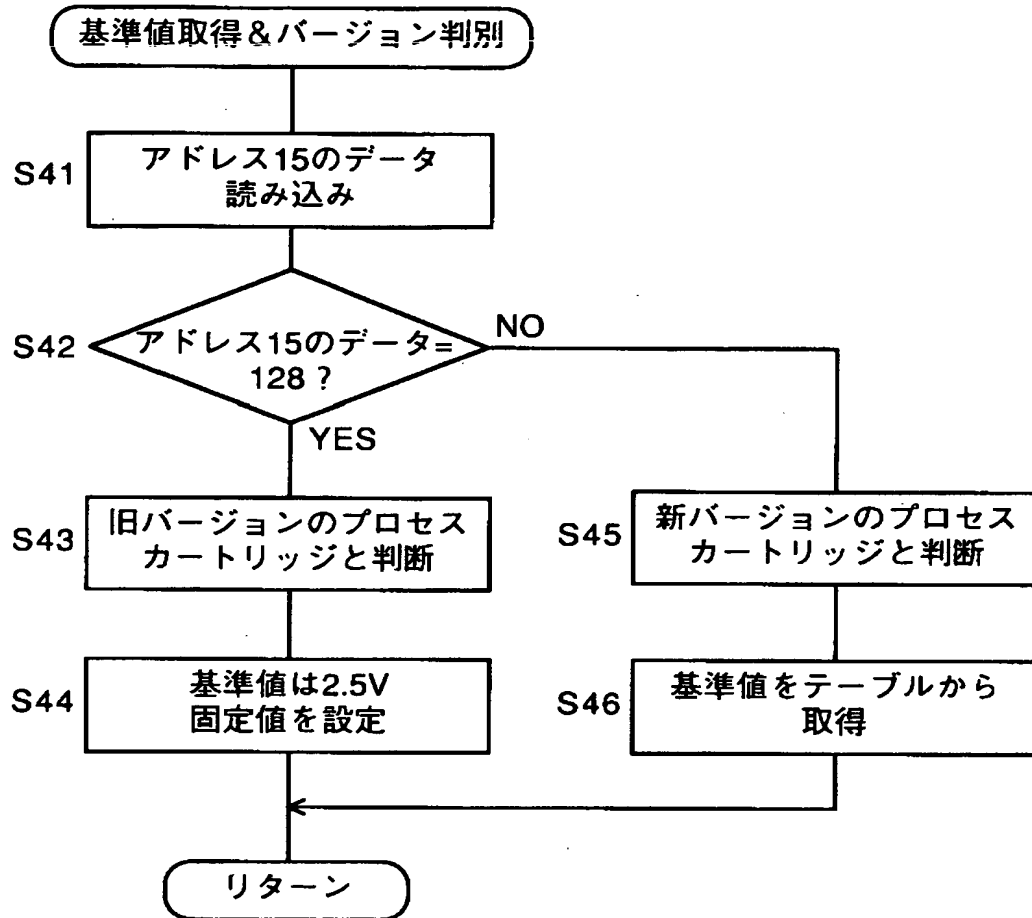 基準値取得&バージョン判別
S41
アドレス15のデータ
読み込み
S42
アドレス15のデータ=
128？
NO
YES
S43
旧バージョンのプロセス
カートリッジと判断
S45
新バージョンのプロセス
カートリッジと判断
S44
基準値は2.5V
固定値を設定
S46
基準値をテーブルから
取得
リターン